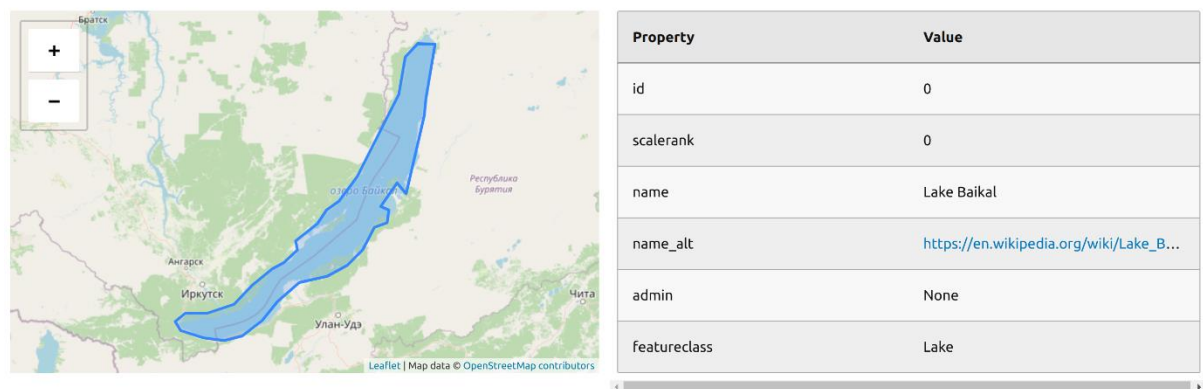 Братск
+
−
озеро Байкал
Республика
Бурятия
Ангарск
Иркутск
Чита
Улан-Удэ
Leaflet | Map data © OpenStreetMap contributors
Property Value
id 0
scalerank 0
name Lake Baikal
name_alt https://en.wikipedia.org/wiki/Lake_B...
admin None
featureclass Lake